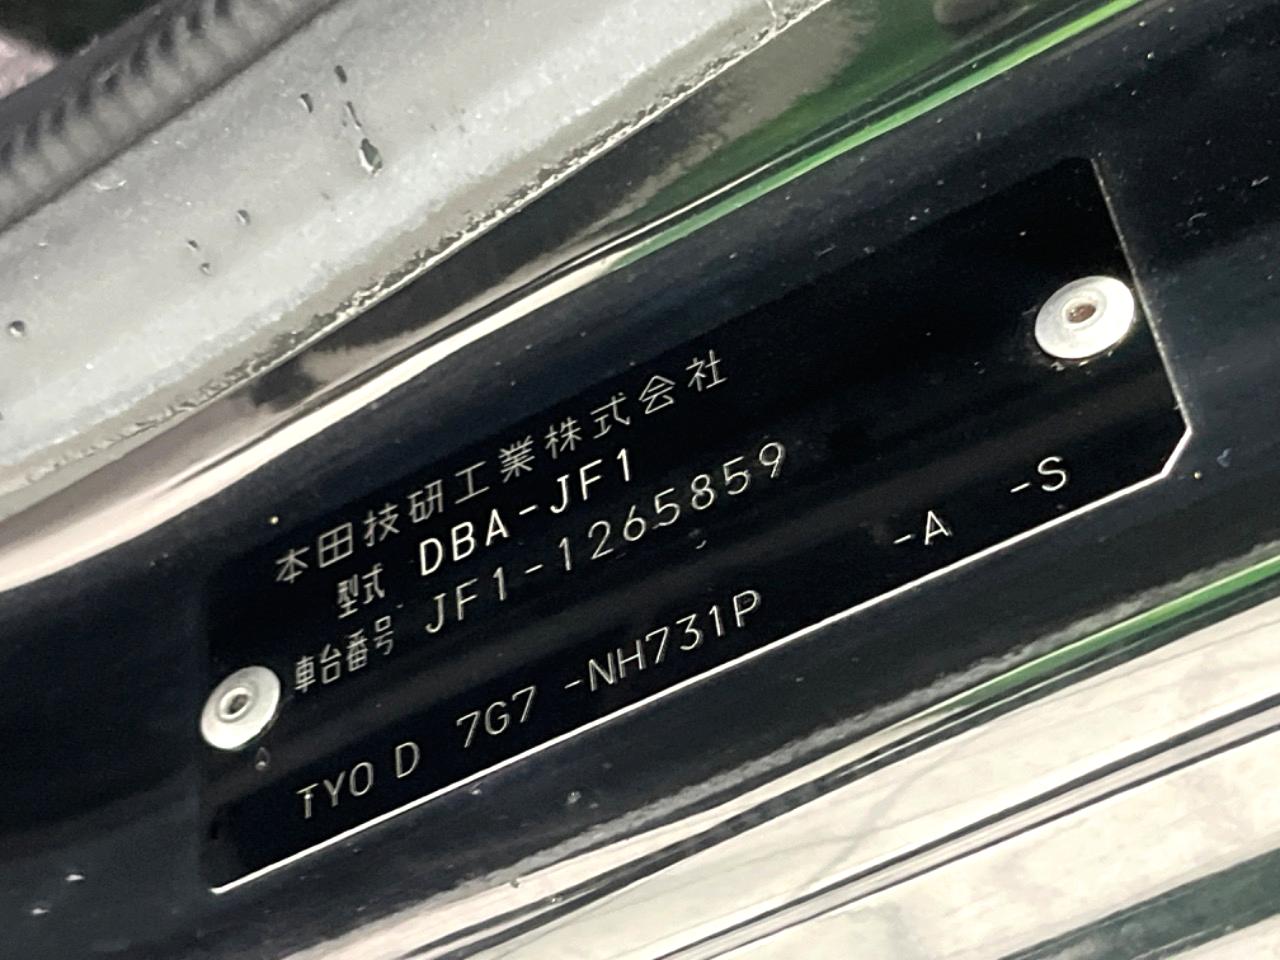 本田技研工業株式会社
型式 DBA-JF1
車台番号 JF1-1265859
TYO D 7G7 -NH731P -A -S